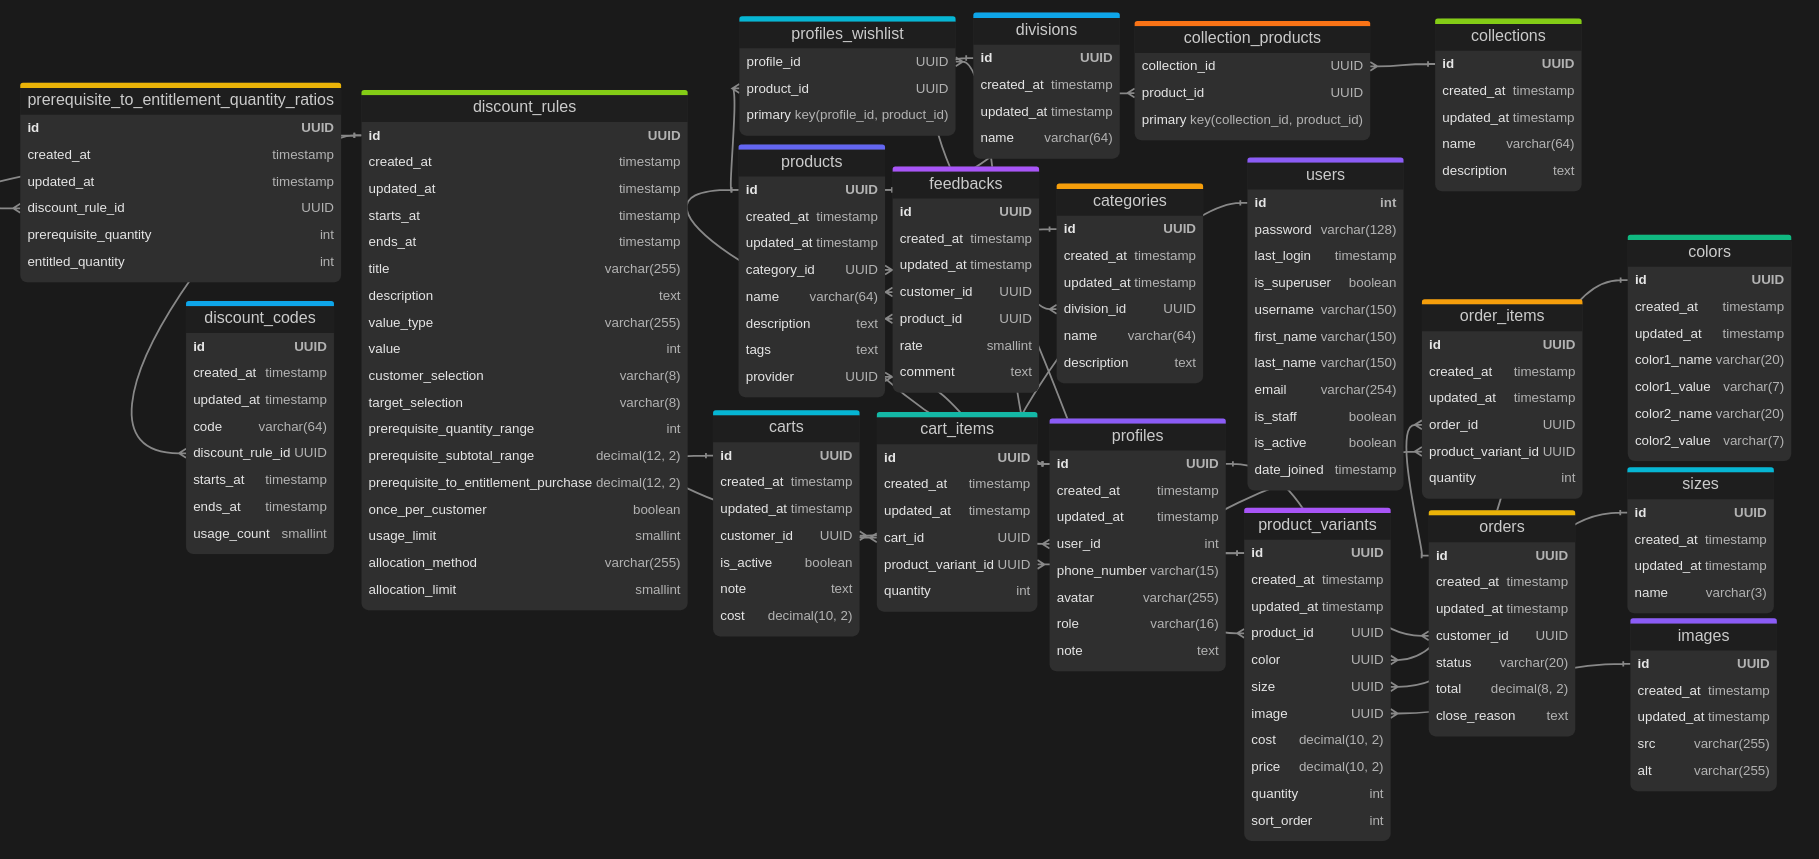 prerequisite_to_entitlement_quantity_ratios
id UUID
created_at timestamp
updated_at timestamp
discount_rule_id UUID
prerequisite_quantity int
entitled_quantity int
discount_codes
id UUID
created_at timestamp
updated_at timestamp
code varchar(64)
discount_rule_id UUID
starts_at timestamp
ends_at timestamp
usage_count smallint
discount_rules
id UUID
created_at timestamp
updated_at timestamp
starts_at timestamp
ends_at timestamp
title varchar(255)
description text
value_type varchar(255)
value int
customer_selection varchar(8)
target_selection varchar(8)
prerequisite_quantity_range int
prerequisite_subtotal_range decimal(12, 2)
prerequisite_to_entitlement_purchase decimal(12, 2)
once_per_customer boolean
usage_limit smallint
allocation_method varchar(255)
allocation_limit smallint
profiles_wishlist
profile_id UUID
product_id UUID
primary key(profile_id, product_id)
divisions
id UUID
created_at timestamp
updated_at timestamp
name varchar(64)
collection_products
collection_id UUID
product_id UUID
primary key(collection_id, product_id)
collections
id UUID
created_at timestamp
updated_at timestamp
name varchar(64)
description text
products
id UUID
created_at timestamp
updated_at timestamp
category_id UUID
name varchar(64)
description text
tags text
provider UUID
feedbacks
id UUID
created_at timestamp
updated_at timestamp
customer_id UUID
product_id UUID
rate smallint
comment text
categories
id UUID
created_at timestamp
updated_at timestamp
division_id UUID
name varchar(64)
description text
users
id int
password varchar(128)
last_login timestamp
is_superuser boolean
username varchar(150)
first_name varchar(150)
last_name varchar(150)
email varchar(254)
is_staff boolean
is_active boolean
date_joined timestamp
carts
id UUID
created_at timestamp
updated_at timestamp
customer_id UUID
is_active boolean
note text
cost decimal(10, 2)
cart_items
id UUID
created_at timestamp
updated_at timestamp
cart_id UUID
product_variant_id UUID
quantity int
profiles
id UUID
created_at timestamp
updated_at timestamp
user_id int
phone_number varchar(15)
avatar varchar(255)
role varchar(16)
note text
product_variants
id UUID
created_at timestamp
updated_at timestamp
product_id UUID
color UUID
size UUID
image UUID
cost decimal(10, 2)
price decimal(10, 2)
quantity int
sort_order int
order_items
id UUID
created_at timestamp
updated_at timestamp
order_id UUID
product_variant_id UUID
quantity int
orders
id UUID
created_at timestamp
updated_at timestamp
customer_id UUID
status varchar(20)
total decimal(8, 2)
close_reason text
colors
id UUID
created_at timestamp
updated_at timestamp
color1_name varchar(20)
color1_value varchar(7)
color2_name varchar(20)
color2_value varchar(7)
sizes
id UUID
created_at timestamp
updated_at timestamp
name varchar(3)
images
id UUID
created_at timestamp
updated_at timestamp
src varchar(255)
alt varchar(255)